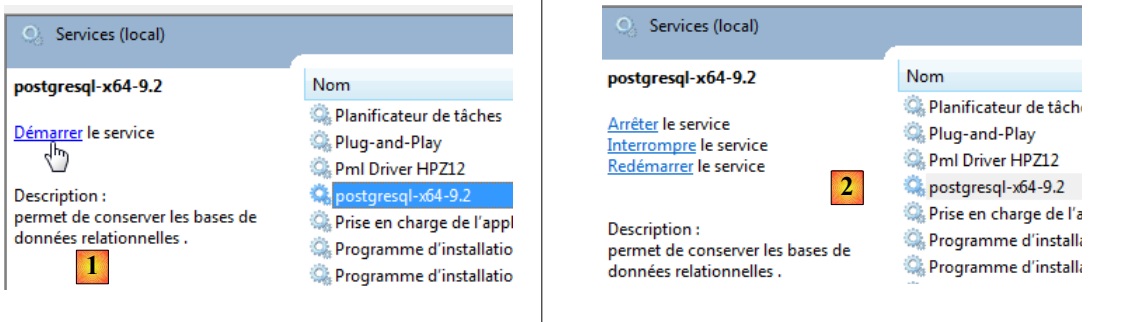 Services (local)
postgresql-x64-9.2
Démarrer le service
Description :
permet de conserver les bases de
données relationnelles .
1
Nom
Planificateur de tâches
Plug-and-Play
Pml Driver HPZ12
postgresql-x64-9.2
Prise en charge de l'appl
Programme d'installatio
Programme d'installatio
Services (local)
postgresql-x64-9.2
Arrêter le service
Interrompre le service
Redémarrer le service
2
Description :
permet de conserver les bases de
données relationnelles .
Nom
Planificateur de tâch
Plug-and-Play
Pml Driver HPZ12
postgresql-x64-9.2
Prise en charge de l'a
Programme d'install
Programme d'install